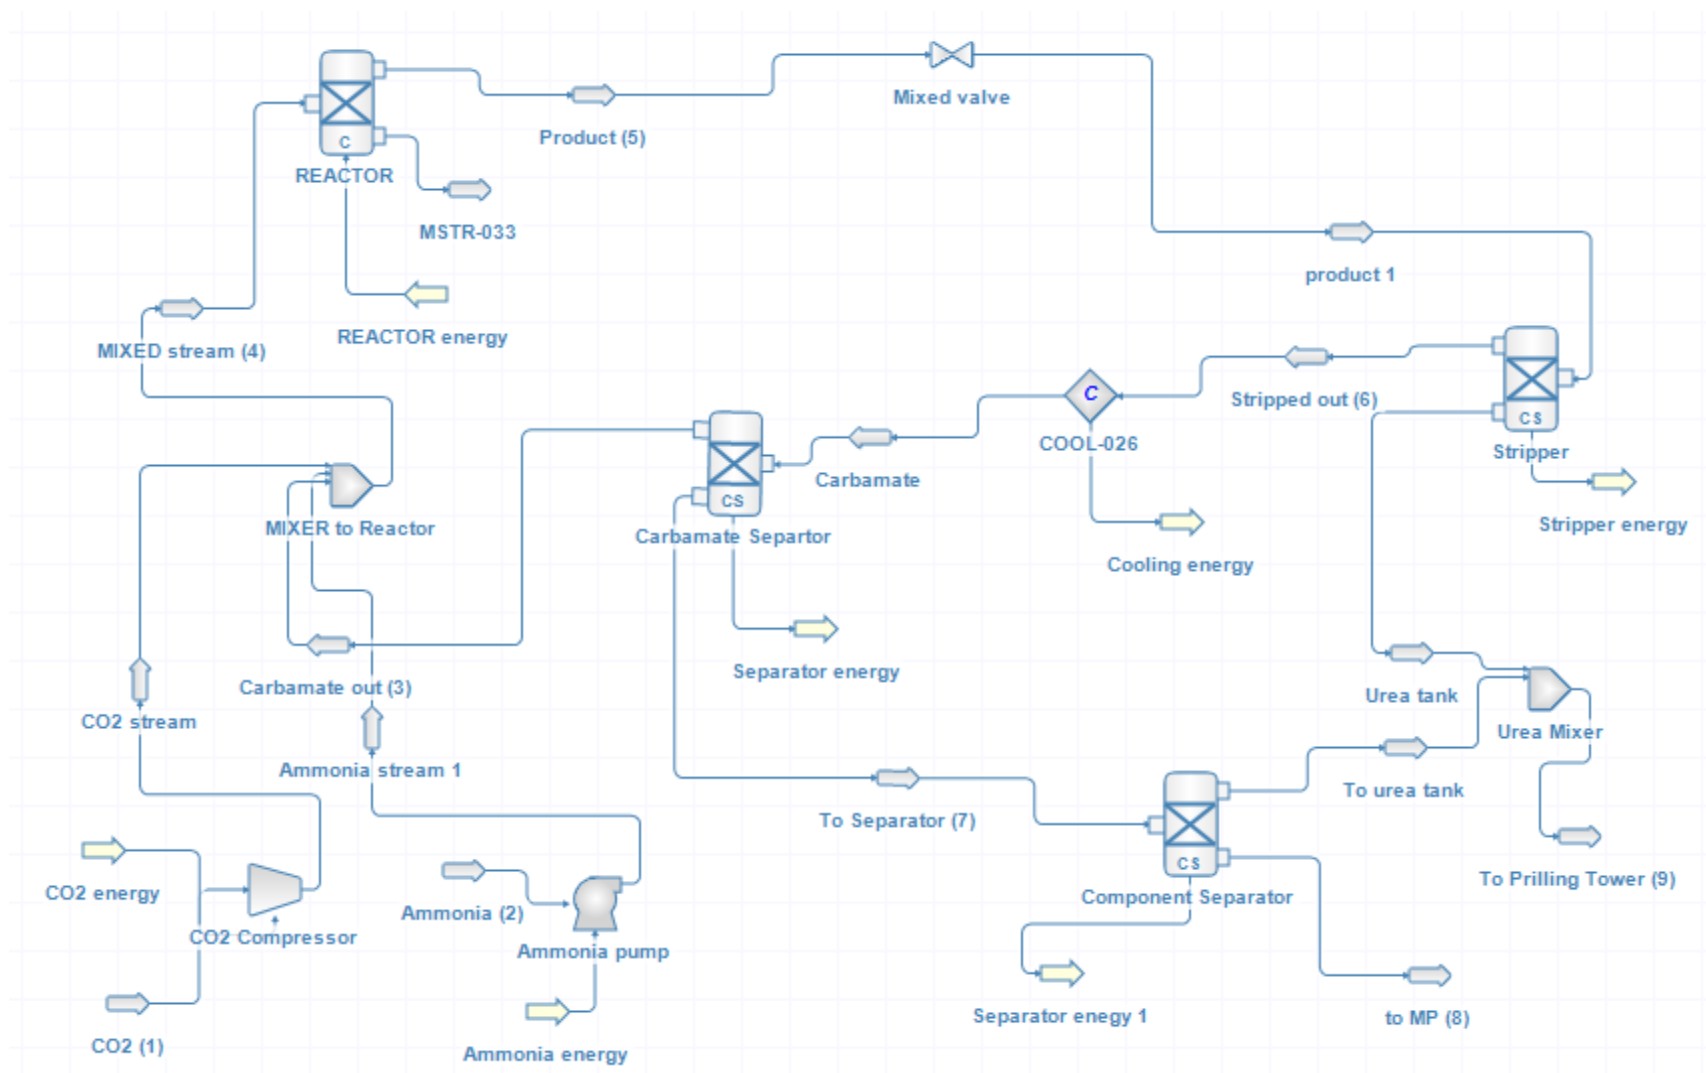 Mixed valve
Product (5)
C
REACTOR
MSTR-033
product 1
REACTOR energy
MIXED stream (4)
Stripped out (6)
C
CS
COOL-026
Stripper
Carbamate
CS
Stripper energy
MIXER to Reactor
Carbamate Separtor
Cooling energy
Separator energy
Carbamate out (3)
Urea tank
CO2 stream
Urea Mixer
Ammonia stream 1
To urea tank
To Separator (7)
CS
To Prilling Tower (9)
CO2 energy
Component Separator
Ammonia (2)
CO2 Compressor
Ammonia pump
Separator enegy 1
to MP (8)
CO2 (1)
Ammonia energy